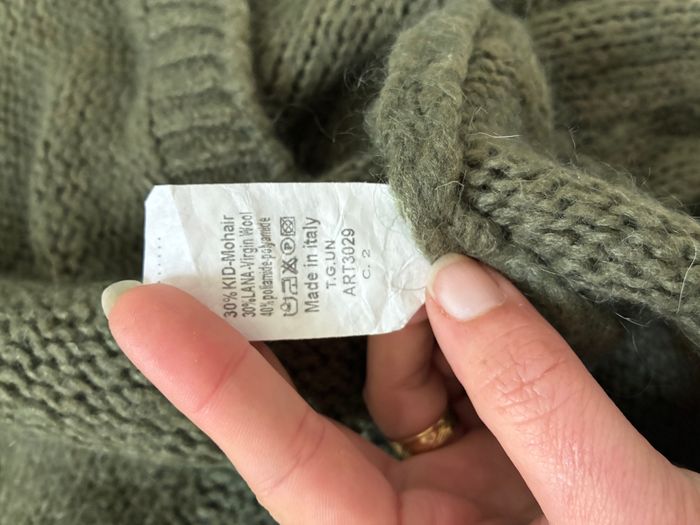 30% KID-Mohair
30% LANA-Virgin Wool
40% poliamide-polyamide
Made in italy
T.G.UN
ART3029
C. 2